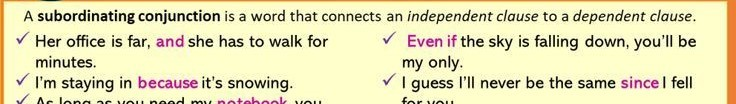 A subordinating conjunction is a word that connects an independent clause to a dependent clause.
✓ Her office is far, and she has to walk for
minutes.
✓ I'm staying in because it's snowing.
✓ As long as you need my notebook, you
✓ Even if the sky is falling down, you'll be
my only.
✓ I guess I'll never be the same since I fell
for you.